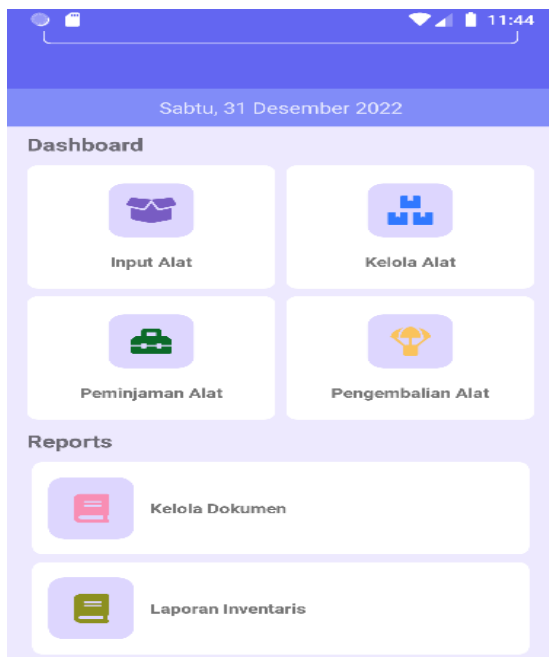 11:44
Sabtu, 31 Desember 2022
Dashboard
Input Alat
Kelola Alat
Peminjaman Alat
Pengembalian Alat
Reports
Kelola Dokumen
Laporan Inventaris